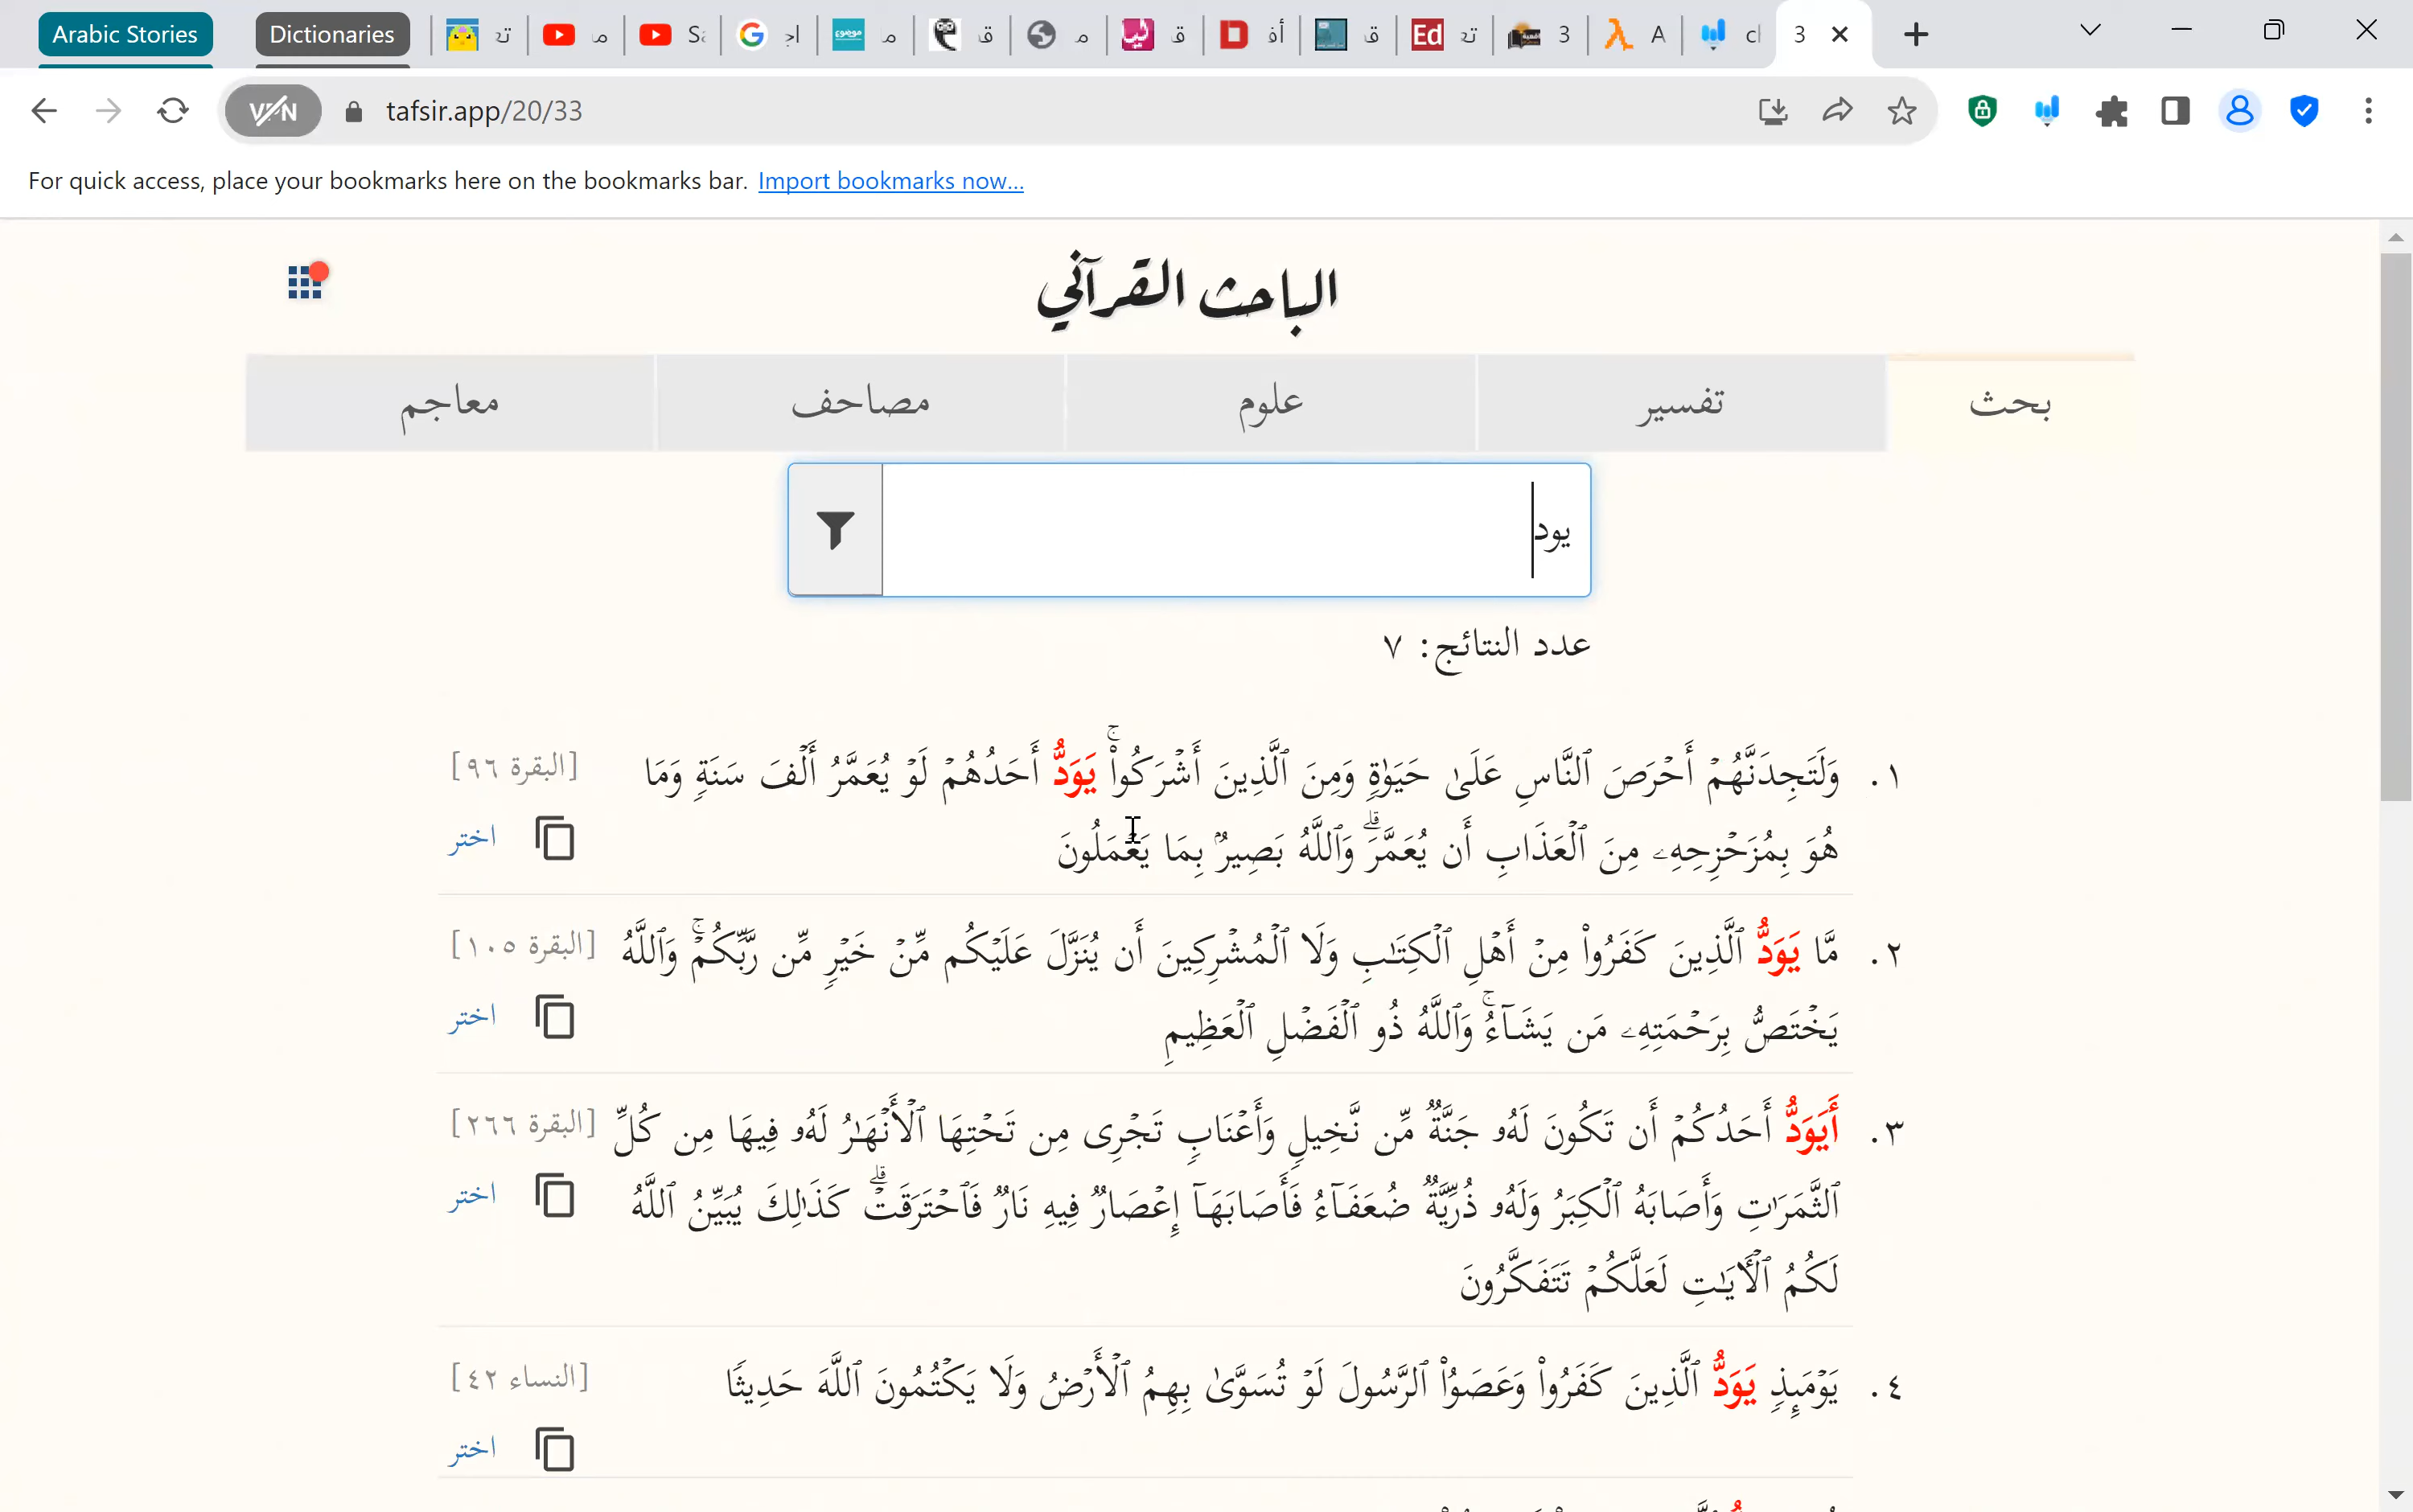 Arabic Stories
Dictionaries
3
A
3
tafsir.app/20/33
For quick access, place your bookmarks here on the bookmarks bar. Import bookmarks now...
الباحث القرآني
بحث
تفسير
علوم
مصاحف
معاجم
يود
عدد النتائج: ٧
١. وَلَتَجِدَنَّهُمۡ أَحۡرَصَ ٱلنَّاسِ عَلَىٰ حَيَوٰةٍ وَمِنَ ٱلَّذِينَ أَشۡرَكُوا۟ۚ يَوَدُّ أَحَدُهُمۡ لَوۡ يُعَمَّرُ أَلۡفَ سَنَةٍ وَمَا
هُوَ بِمُزَحۡزِحِهِۦ مِنَ ٱلۡعَذَابِ أَن يُعَمَّرَۗ وَٱللَّهُ بَصِيرُۢ بِمَا يَعۡمَلُونَ
[البقرة ٩٦]
اختر
٢. مَّا يَوَدُّ ٱلَّذِينَ كَفَرُوا۟ مِنۡ أَهۡلِ ٱلۡكِتَـٰبِ وَلَا ٱلۡمُشۡرِكِينَ أَن يُنَزَّلَ عَلَيۡكُم مِّنۡ خَيۡرٍ مِّن رَّبِّكُمۡۚ وَٱللَّهُ
يَخۡتَصُّ بِرَحۡمَتِهِۦ مَن يَشَاۤءُۚ وَٱللَّهُ ذُو ٱلۡفَضۡلِ ٱلۡعَظِيمِ
[البقرة ١٠٥]
اختر
٣. أَيَوَدُّ أَحَدُكُمۡ أَن تَكُونَ لَهُۥ جَنَّةٌ مِّن نَّخِيلٍ وَأَعۡنَابٍ تَجۡرِی مِن تَحۡتِهَا ٱلۡأَنۡهَـٰرُ لَهُۥ فِيهَا مِن كُلِّ
ٱلثَّمَرَ ٰتِ وَأَصَابَهُ ٱلۡكِبَرُ وَلَهُۥ ذُرِّيَّةٌ ضُعَفَاۤءُ فَأَصَابَهَاۤ إِعۡصَارٌ فِيهِ نَارٌ فَٱحۡتَرَقَتۡۗ كَذَ ٰلِكَ يُبَيِّنُ ٱللَّهُ
لَكُمُ ٱلۡـَٔايَـٰتِ لَعَلَّكُمۡ تَتَفَكَّرُونَ
[البقرة ٢٦٦]
اختر
٤. يَوۡمَىِٕذٍ يَوَدُّ ٱلَّذِينَ كَفَرُوا۟ وَعَصَوُا۟ ٱلرَّسُولَ لَوۡ تُسَوَّىٰ بِهِمُ ٱلۡأَرۡضُ وَلَا يَكۡتُمُونَ ٱللَّهَ حَدِيثًا
[النساء ٤٢]
اختر